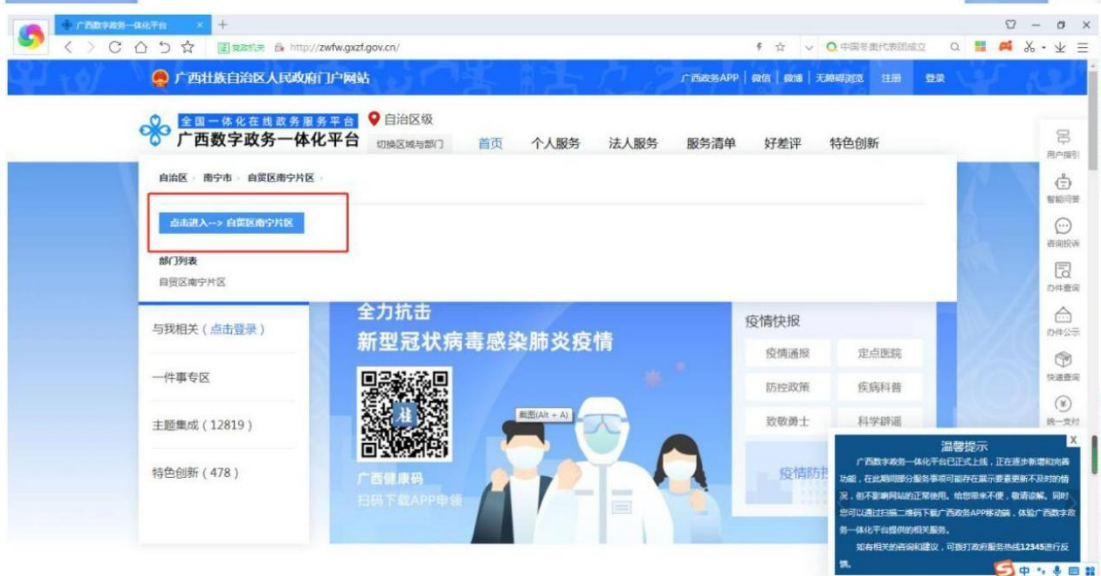 广西数字政务一体化平台
党政机关 http://zwfw.gxzf.gov.cn/
中国冬奥代表团成立
广西壮族自治区人民政府门户网站
广西政务APP | 微信 | 微博 | 无障碍浏览 注册 登录
全国一体化在线政务服务平台
广西数字政务一体化平台
自治区级
切换区域与部门
首页 个人服务 法人服务 服务清单 好差评 特色创新
自治区 南宁市 自贸区南宁片区
点击进入--> 自贸区南宁片区
部门列表
自贸区南宁片区
与我相关 ( 点击登录 )
一件事专区
主题集成 ( 12819 )
特色创新 ( 478 )
全力抗击
新型冠状病毒感染肺炎疫情
桂
截图(Alt + A)
广西健康码
扫码下载APP申领
疫情快报
疫情通报 定点医院
防控政策 疾病科普
致敬勇士 科学辟谣
疫情防控
用户指引
智能问答
咨询投诉
办件查询
办件公示
快递查询
统一支付
温馨提示
X
广西数字政务一体化平台已正式上线，正在逐步新增和完善
功能，在此期间部分服务事项可能存在展示要素更新不及时的情
况，但不影响网站的正常使用。给您带来不便，敬请谅解。同时
您可以通过扫描二维码下载广西政务APP移动端，体验广西数字政
务一体化平台提供的相关服务。
如有相关的咨询和建议，可拨打政府服务热线12345进行反
馈。
中